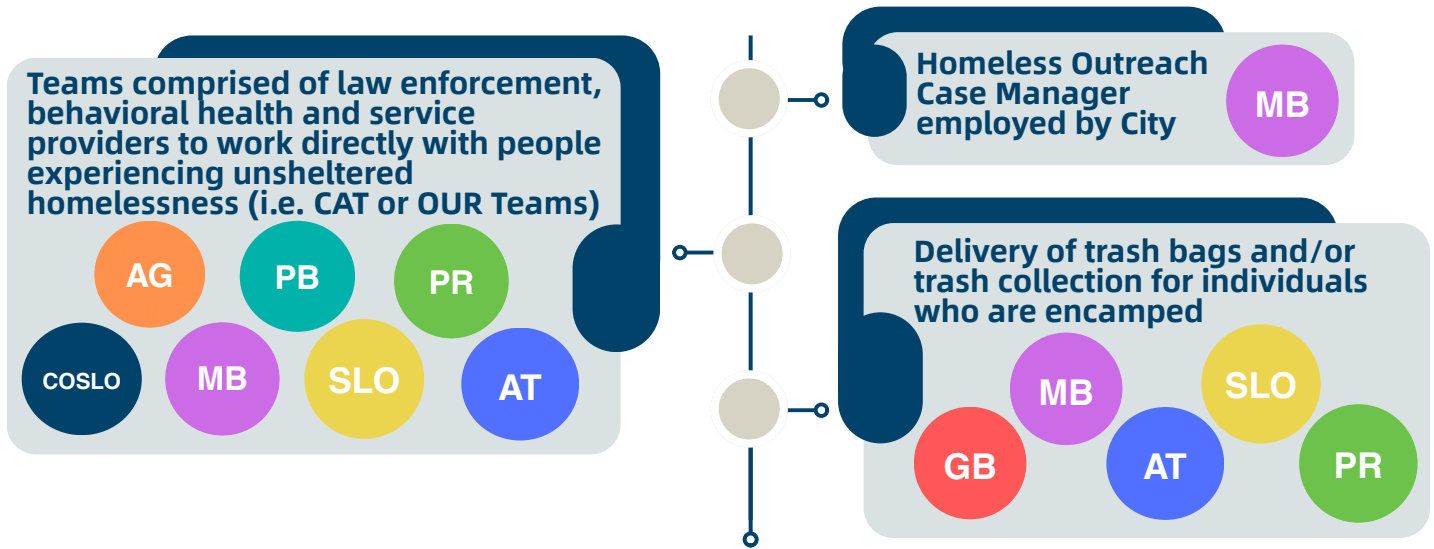 Teams comprised of law enforcement,
behavioral health and service
providers to work directly with people
experiencing unsheltered
homelessness (i.e. CAT or OUR Teams)
AG
PB
PR
COSLO
MB
SLO
AT
Homeless Outreach
Case Manager
employed by City
MB
Delivery of trash bags and/or
trash collection for individuals
who are encamped
MB
SLO
GB
AT
PR